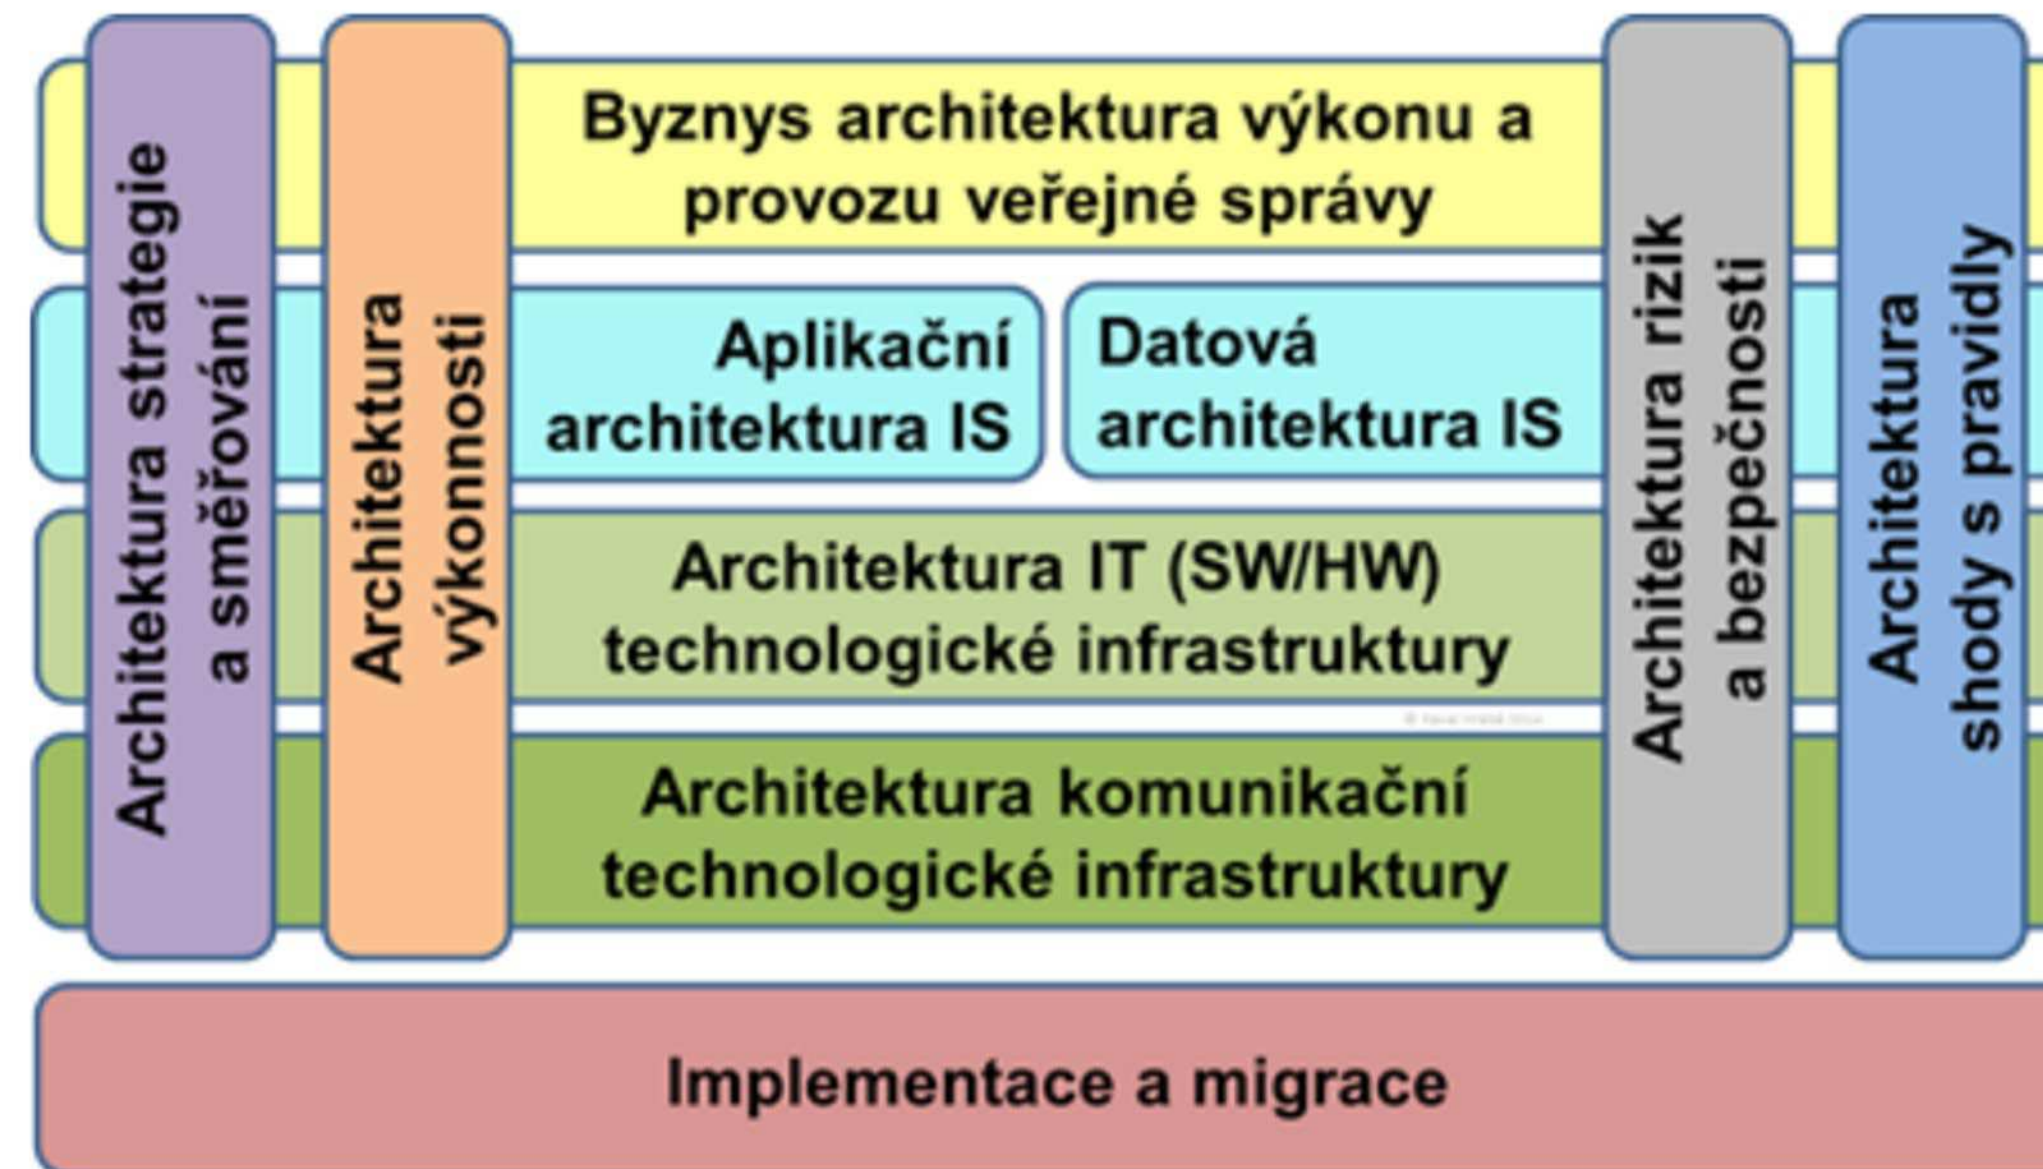 Architektura strategie
a směřování
Architektura
výkonnosti
Byznys architektura výkonu a
provozu veřejné správy
Aplikační
architektura IS
Datová
architektura IS
Architektura IT (SW/HW)
technologické infrastruktury
Architektura komunikační
technologické infrastruktury
Architektura rizik
a bezpečnosti
Architektura
shody s pravidly
Implementace a migrace